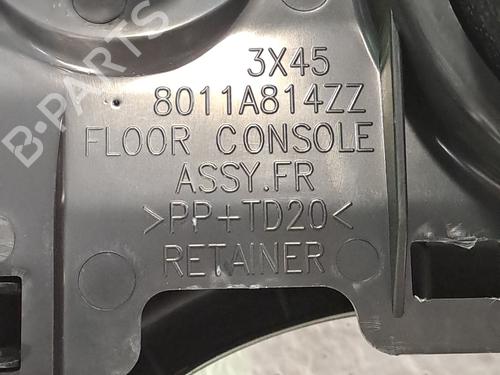 B-PARTS
3X45
8011A814ZZ
FLOOR CONSOLE
ASSY.FR
>PP+TD20<
RETAINER